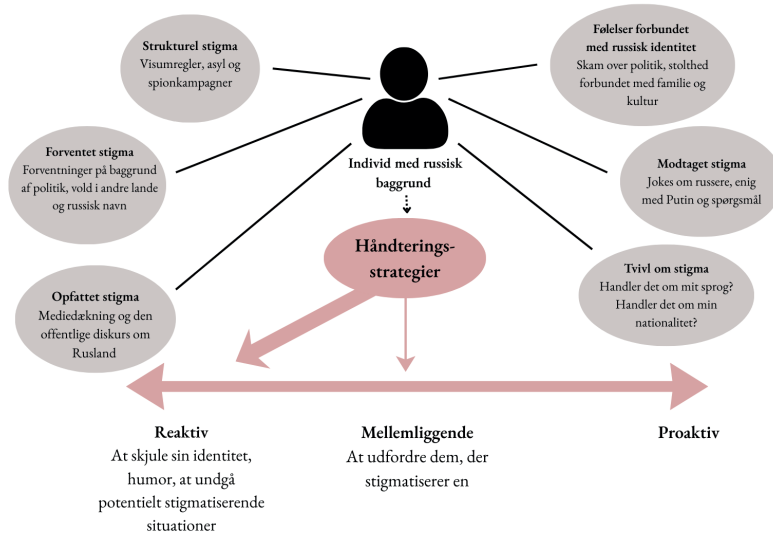 Strukturel stigma
Visumregler, asyl og
spionkampagner
Følelser forbundet
med russisk identitet
Skam over politik, stolthed
forbundet med familie og
kultur
Forventet stigma
Forventninger på baggrund
af politik, vold i andre lande
og russisk navn
Individ med russisk
baggrund
Modtaget stigma
Jokes om russere, enig
med Putin og spørgsmål
Håndterings-
strategier
Opfattet stigma
Mediedækning og den
offentlige diskurs om
Rusland
Tvivl om stigma
Handler det om mit sprog?
Handler det om min
nationalitet?
Reaktiv
At skjule sin identitet,
humor, at undgå
potentielt stigmatiserende
situationer
Mellemliggende
At udfordre dem, der
stigmatiserer en
Proaktiv